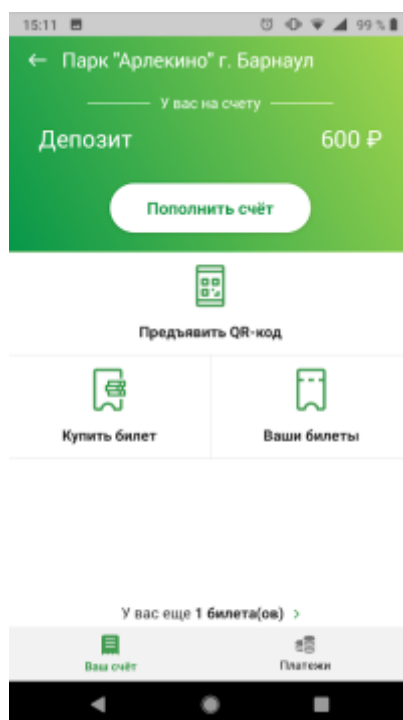 15:11 99 %
Парк "Арлекино" г. Барнаул
У вас на счету
Депозит 600 ₽
Пополнить счёт
Предъявить QR-код
Купить билет Ваши билеты
У вас еще 1 билета(ов) >
Ваш счёт Платежи